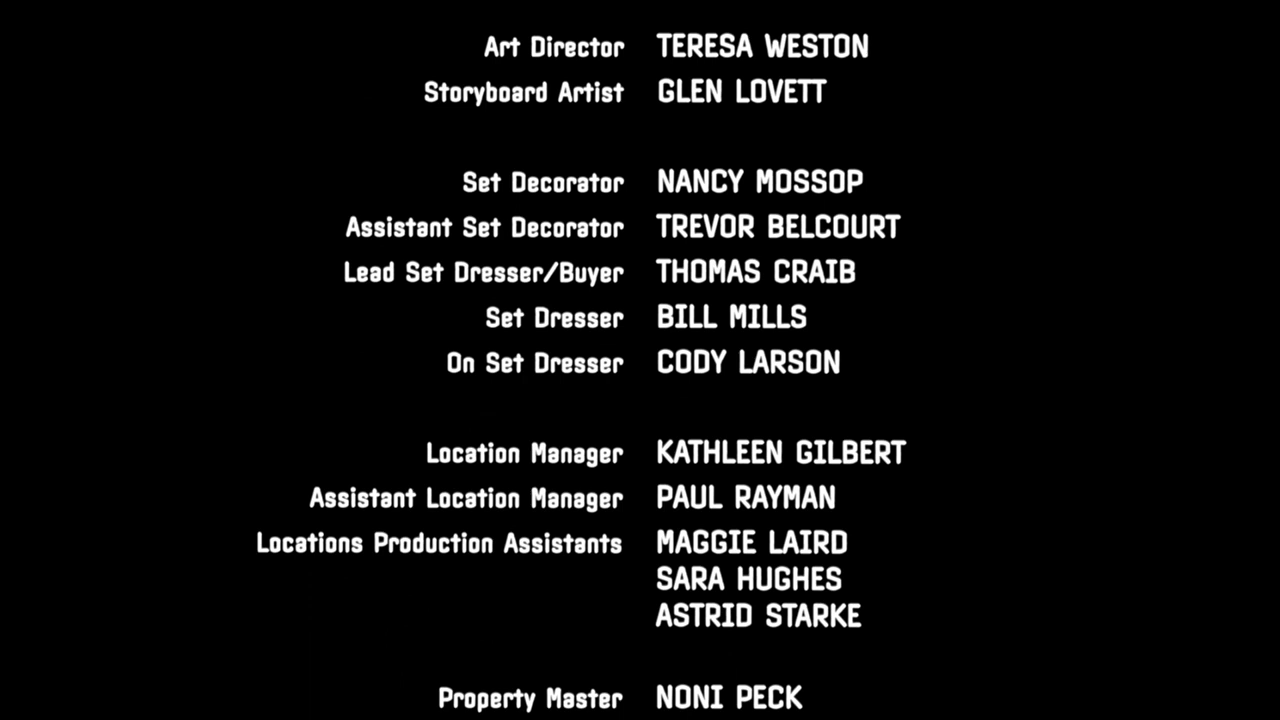 Art Director TERESA WESTON
Storyboard Artist GLEN LOVETT
Set Decorator NANCY MOSSOP
Assistant Set Decorator TREVOR BELCOURT
Lead Set Dresser/Buyer THOMAS CRAIB
Set Dresser BILL MILLS
On Set Dresser CODY LARSON
Location Manager KATHLEEN GILBERT
Assistant Location Manager PAUL RAYMAN
Locations Production Assistants MAGGIE LAIRD
SARA HUGHES
ASTRID STARKE
Property Master NONI PECK